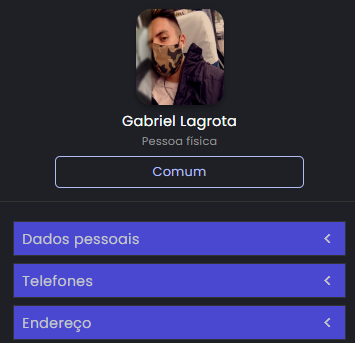 Gabriel Lagrota
Pessoa física
Comum
Dados pessoais
Telefones
Endereço